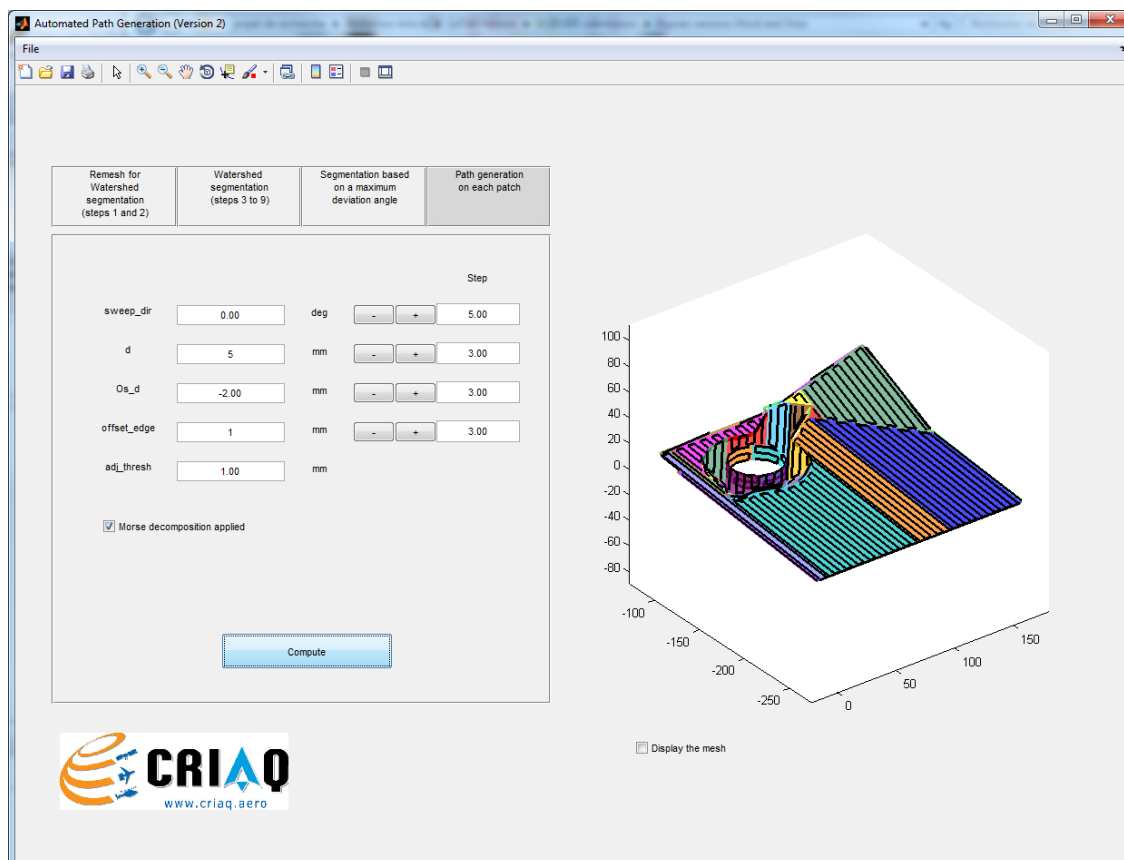 Automated Path Generation (Version 2)
File
Remesh for
Watershed
segmentation
(steps 1 and 2)
Watershed
segmentation
(steps 3 to 9)
Segmentation based
on a maximum
deviation angle
Path generation
on each patch
Step
sweep_dir 0.00 deg - + 5.00
d 5 mm - + 3.00
Os_d -2.00 mm - + 3.00
offset_edge 1 mm - + 3.00
adj_thresh 1.00 mm
Morse decomposition applied
Compute
100
80
60
40
20
0
-20
-40
-60
-80
-100
-150
-200
-250
0
50
100
150
Display the mesh
CRIAQ
www.criaq.aero